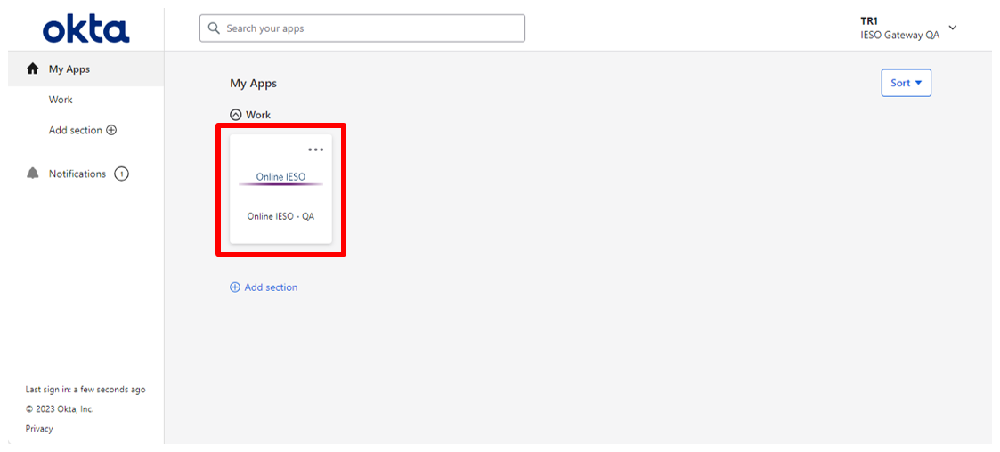 okta
Search your apps
TR1
IESO Gateway QA
My Apps
Work
Add section
Notifications 1
My Apps
Sort
Work
Online IESO
Online IESO - QA
Add section
Last sign in: a few seconds ago
© 2023 Okta, Inc.
Privacy